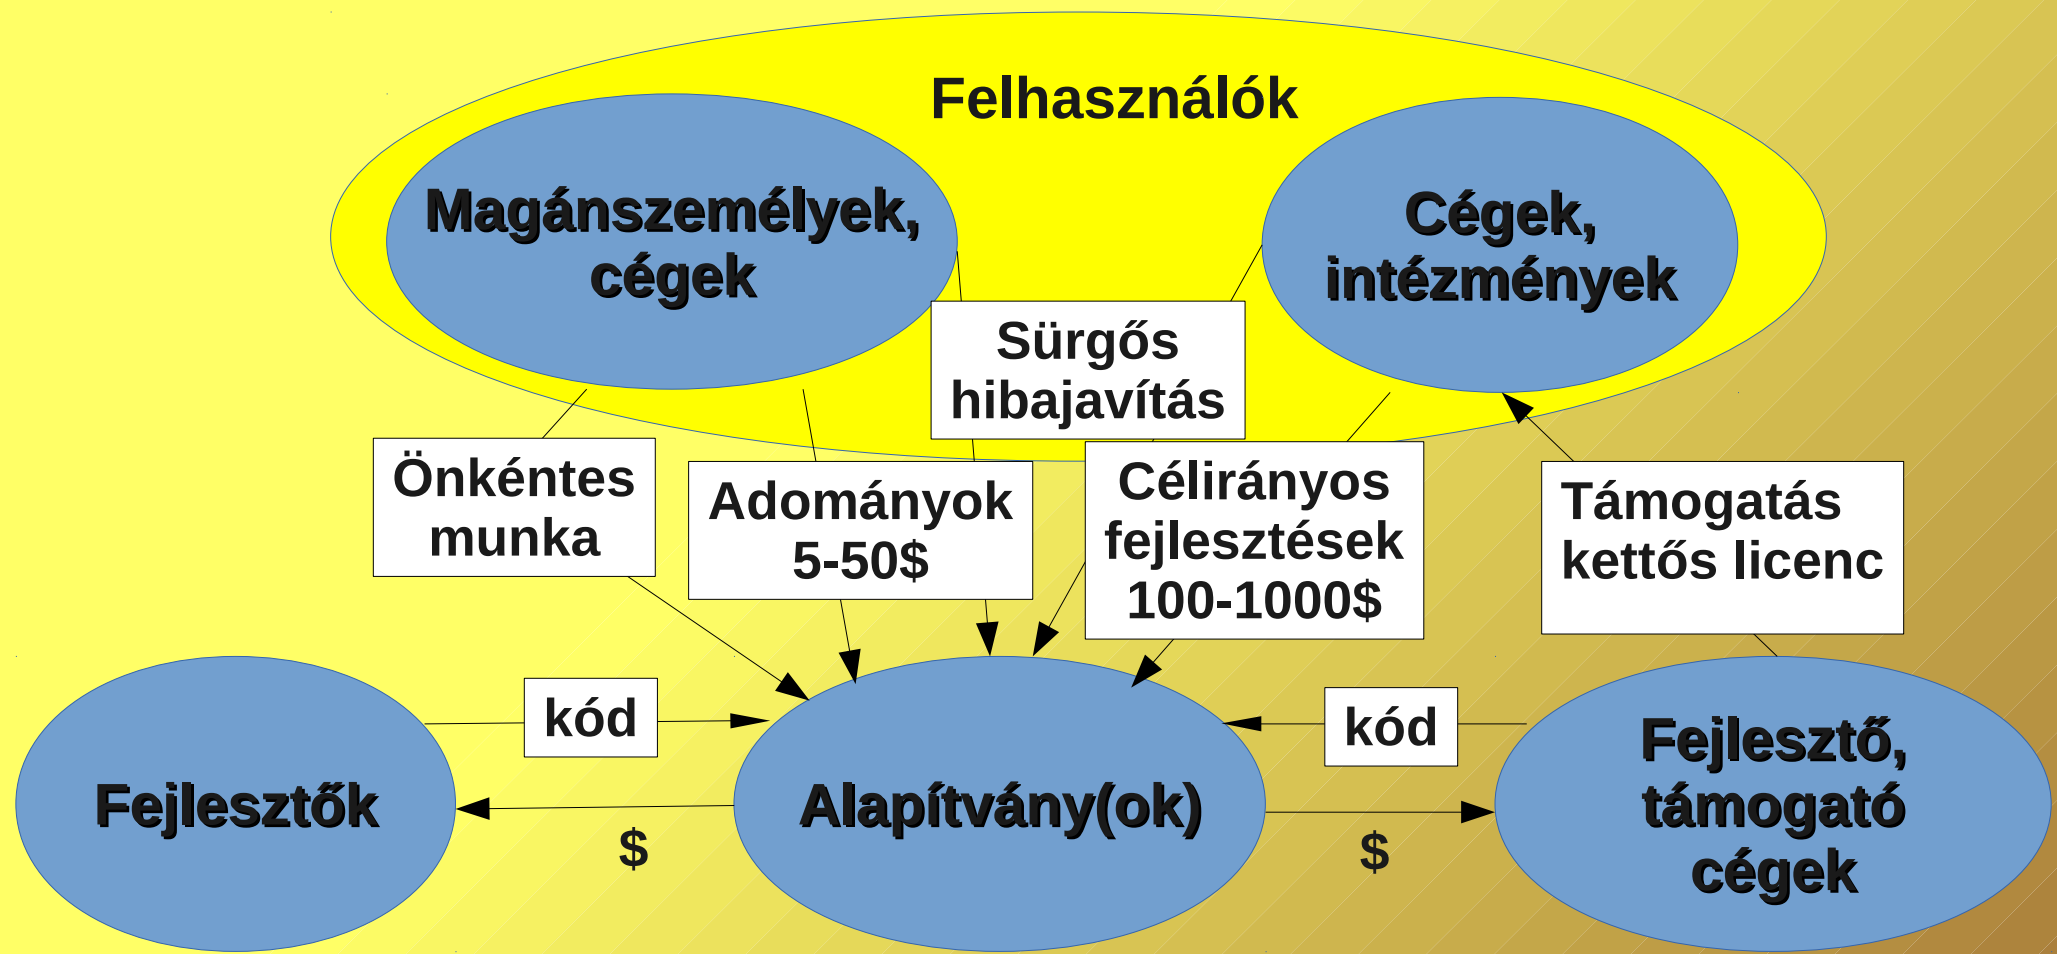 Felhasználók
Magánszemélyek,
cégek
Cégek,
intézmények
Sürgős
hibajavítás
Önkéntes
munka
Adományok
5-50$
Célirányos
fejlesztések
100-1000$
Támogatás
kettős licenc
kód
kód
Fejlesztők
Alapítvány(ok)
Fejlesztő,
támogató
cégek
$
$